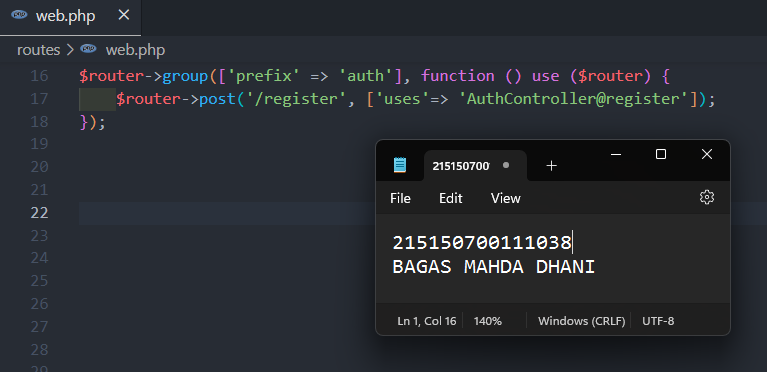 web.php
routes > web.php
16 $router->group(['prefix' => 'auth'], function () use ($router) {
17 $router->post('/register', ['uses'=> 'AuthController@register']);
18 });
19
20
21
22
23
24
25
26
27
28
29
215150700
File Edit View
215150700111038
BAGAS MAHDA DHANI
Ln 1, Col 16 140% Windows (CRLF) UTF-8